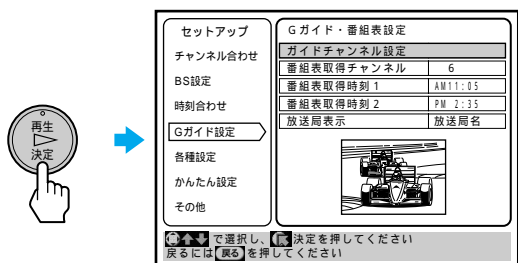 再生
決定
セットアップ
チャンネル合わせ
BS設定
時刻合わせ
Gガイド設定
各種設定
かんたん設定
その他
Gガイド・番組表設定
ガイドチャンネル設定
番組表取得チャンネル 6
番組表取得時刻1 AM11:05
番組表取得時刻2 PM 2:35
放送局表示 放送局名
で選択し、 決定を押してください
戻るには 戻る を押してください